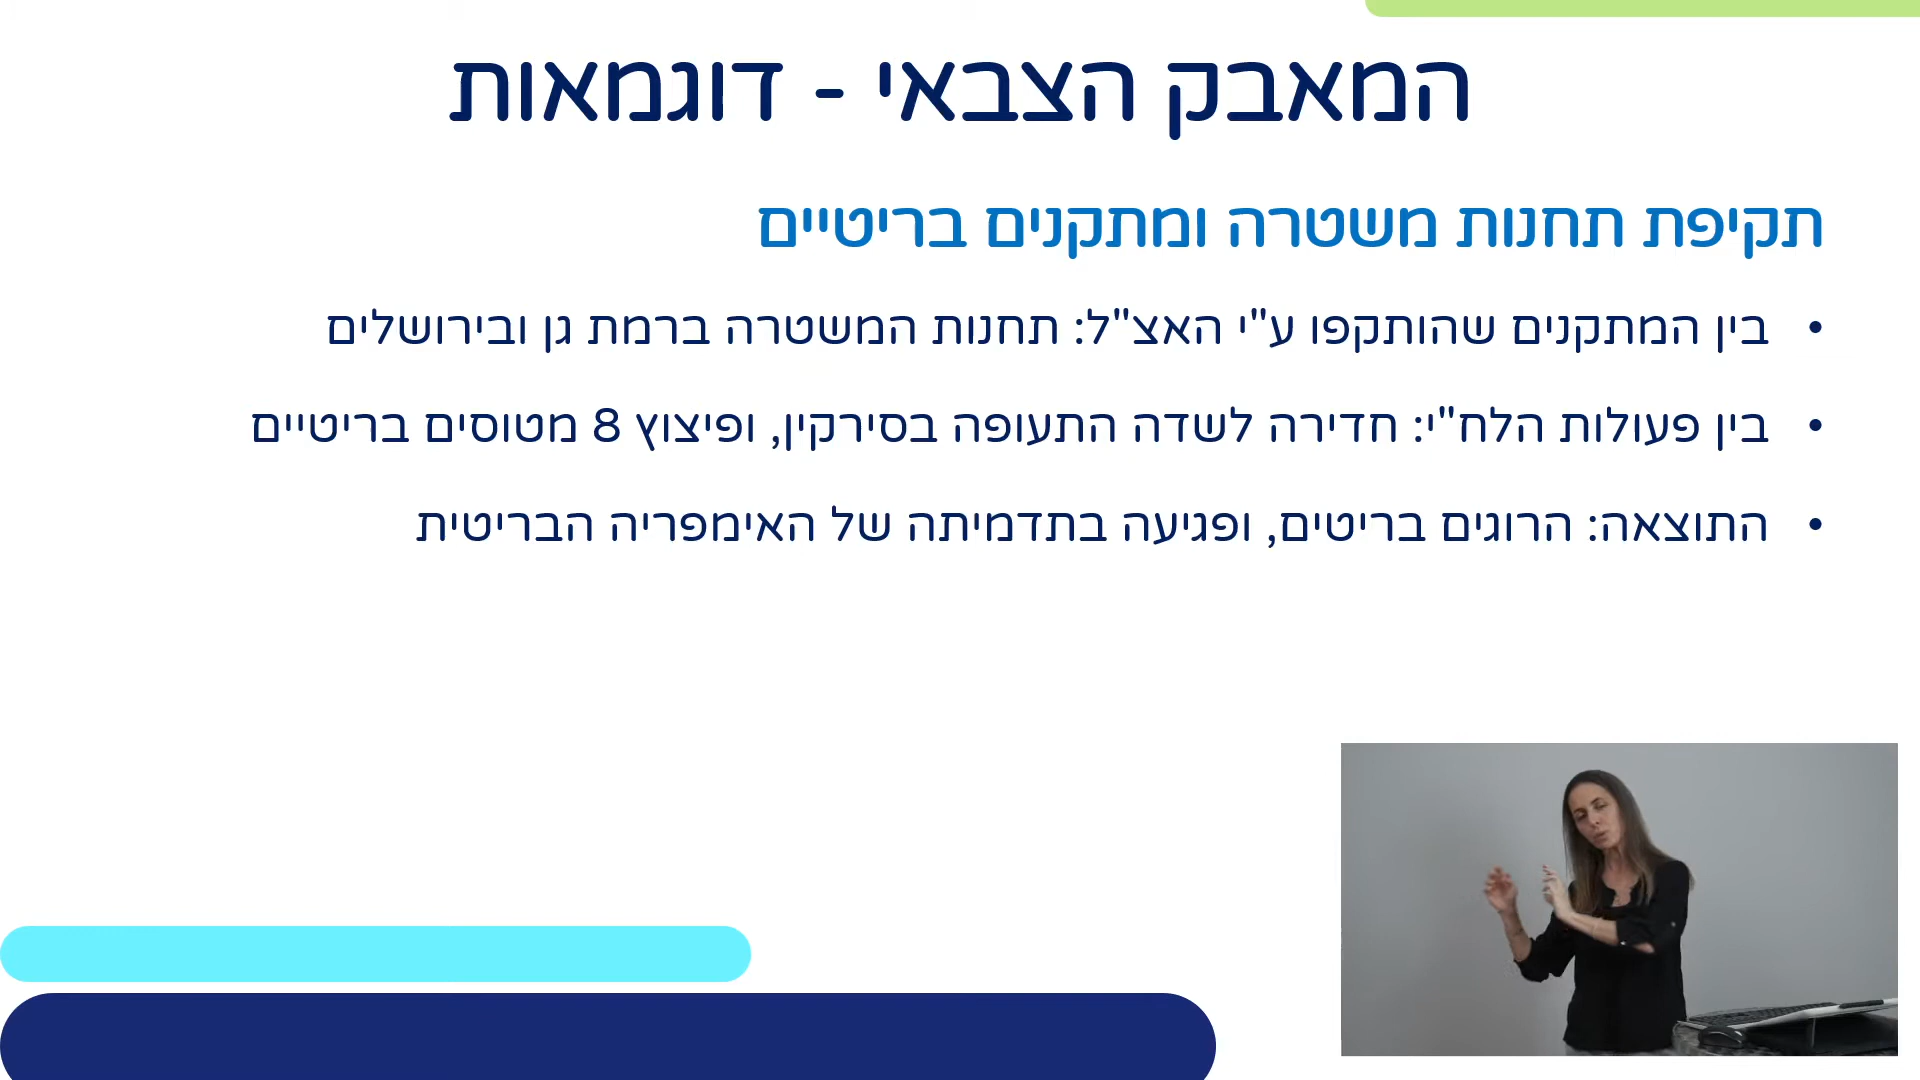 המאבק הצבאי - דוגמאות
תקיפת תחנות משטרה ומתקנים בריטיים
• בין המתקנים שהותקפו ע"י האצ"ל: תחנות המשטרה ברמת גן ובירושלים
• בין פעולות הלח"י: חדירה לשדה התעופה בסירקין, ופיצוץ 8 מטוסים בריטיים
• התוצאה: הרוגים בריטים, ופגיעה בתדמיתה של האימפריה הבריטית